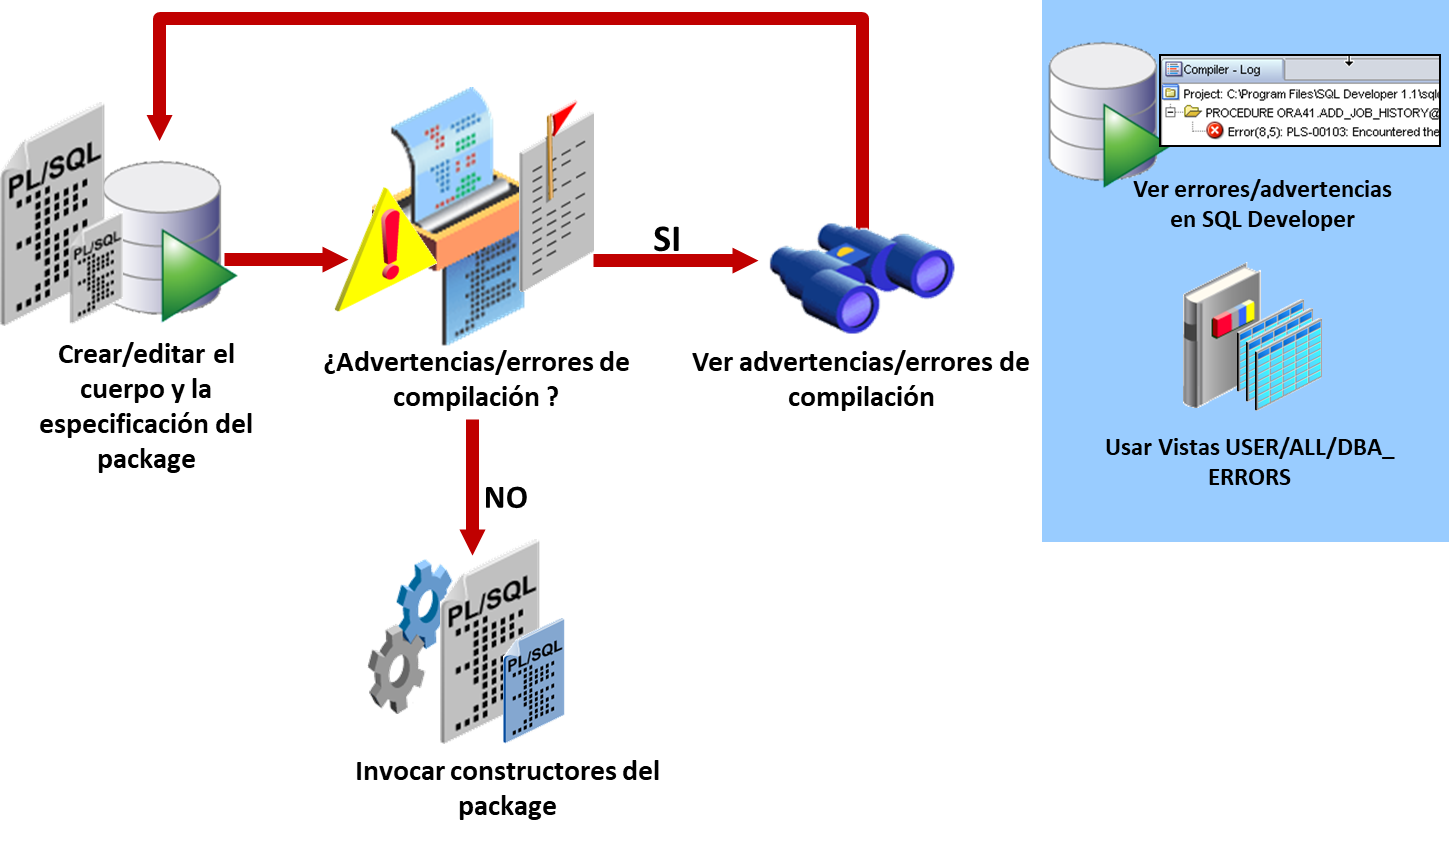 PL/SQL
PL/SQL
Crear/editar el
cuerpo y la
especificación del
package
¿Advertencias/errores de
compilación ?
SI
Ver advertencias/errores de
compilación
NO
PL/SQL
PL/SQL
Invocar constructores del
package
Compiler - Log
Project: C:\Program Files\SQL Developer 1.1\sqlc
PROCEDURE ORA41.ADD_JOB_HISTORY@
Error(8,5): PLS-00103: Encountered the
Ver errores/advertencias
en SQL Developer
Usar Vistas USER/ALL/DBA_
ERRORS